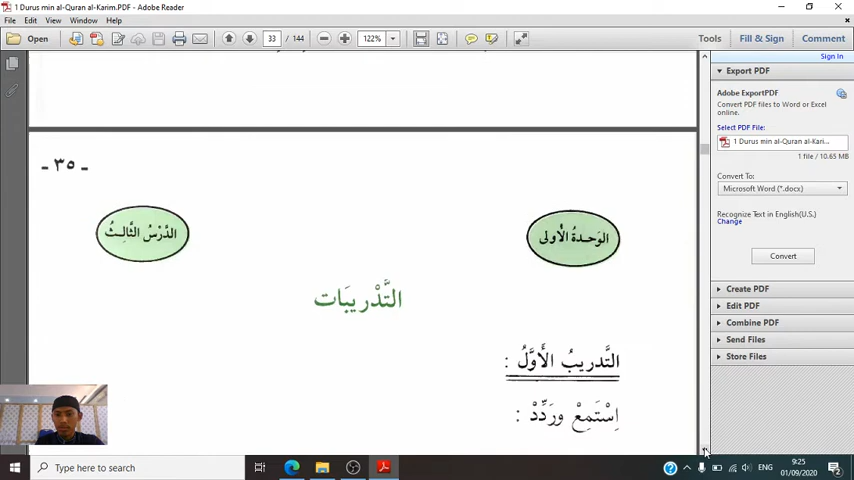 1 Durus min al-Quran al-Karim.PDF - Adobe Reader
File Edit View Window Help
Open 33 / 144 122% Tools Fill & Sign Comment
Sign In
Export PDF
Adobe ExportPDF
Convert PDF files to Word or Excel online.
Select PDF File:
1 Durus min al-Quran al-Kari...
1 file / 10.65 MB
Convert To:
Microsoft Word (*.docx)
Recognize Text in English(U.S.)
Change
Convert
Create PDF
Edit PDF
Combine PDF
Send Files
Store Files
- ٣٥ -
الوَحدةُ الأُولى
الدَّرْسُ الثَّالِثُ
التَّدْرِيبَات
التَّدرِيبُ الأَوَّلُ :
اِسْتَمِعْ ورَدِّدْ :
Type here to search
ENG
9:25
01/09/2020
2